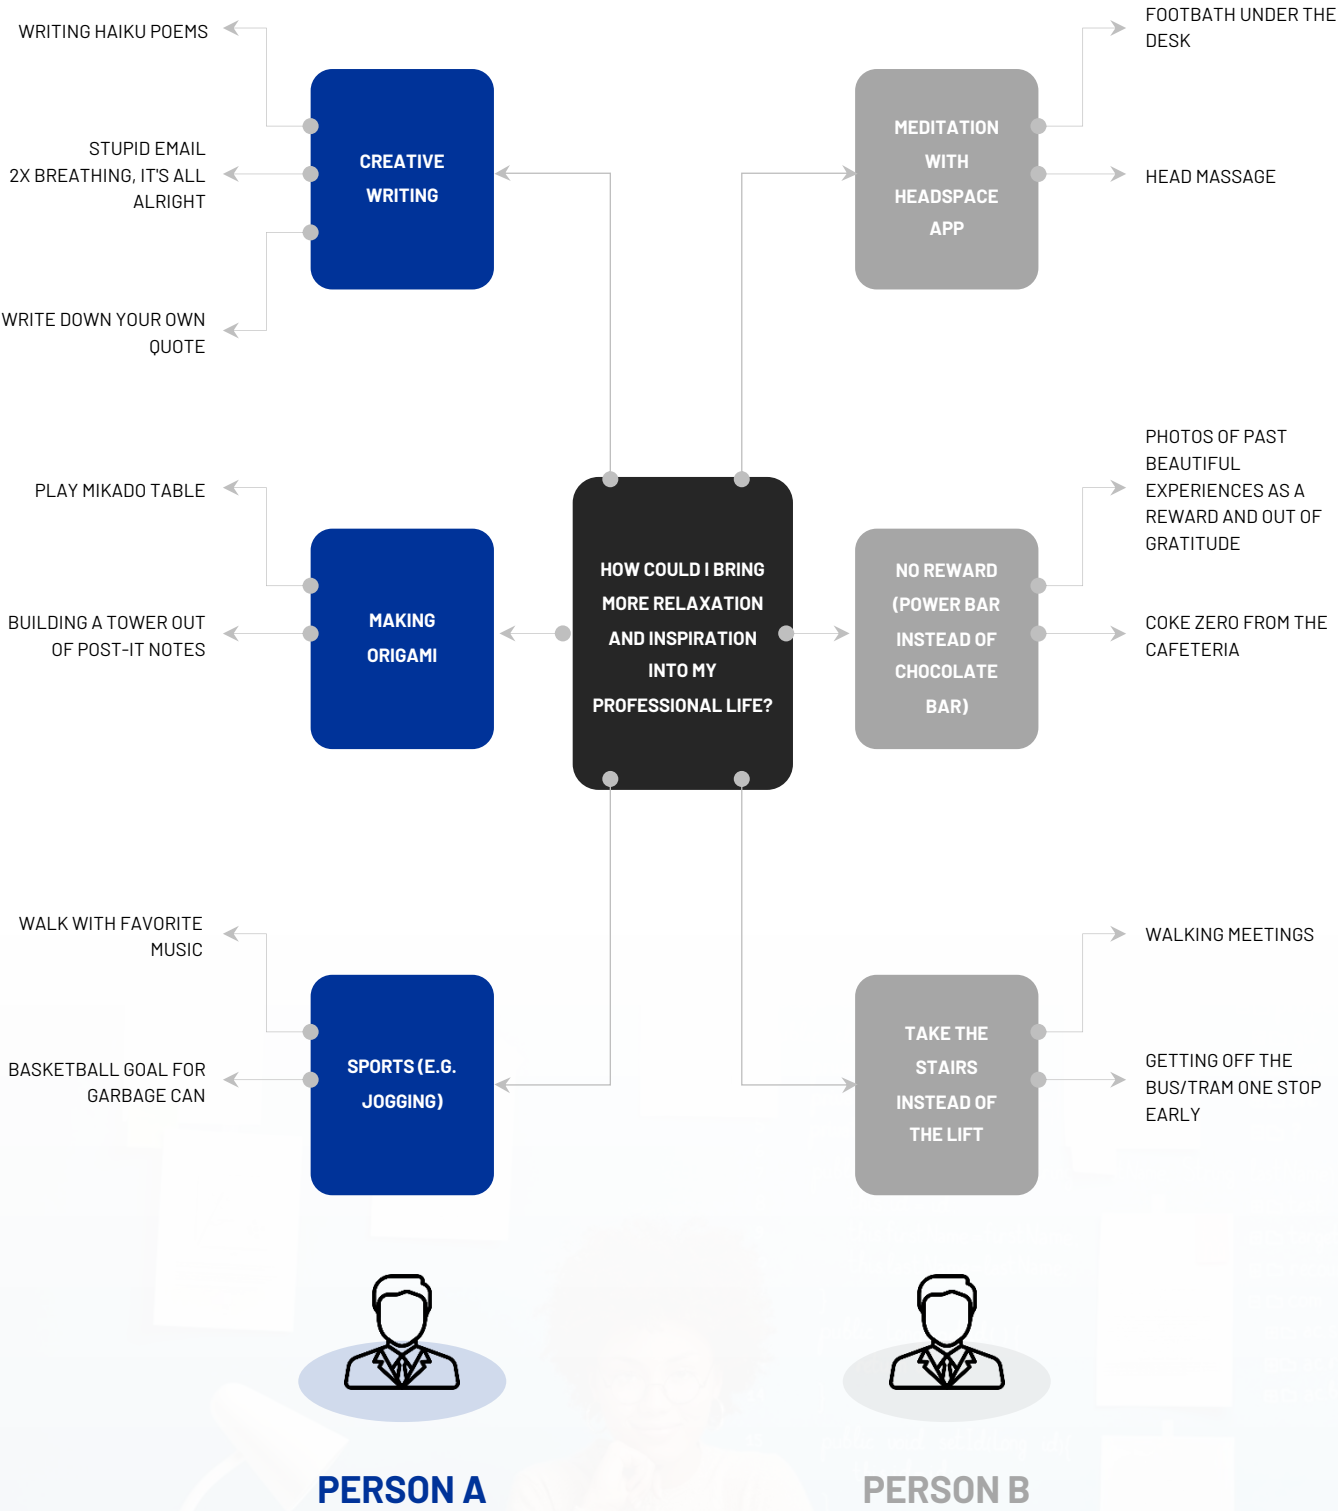 WRITING HAIKU POEMS
STUPID EMAIL
2X BREATHING, IT'S ALL
ALRIGHT
WRITE DOWN YOUR OWN
QUOTE
CREATIVE
WRITING
MEDITATION
WITH
HEADSPACE
APP
FOOTBATH UNDER THE
DESK
HEAD MASSAGE
PLAY MIKADO TABLE
BUILDING A TOWER OUT
OF POST-IT NOTES
MAKING
ORIGAMI
HOW COULD I BRING
MORE RELAXATION
AND INSPIRATION
INTO MY
PROFESSIONAL LIFE?
NO REWARD
(POWER BAR
INSTEAD OF
CHOCOLATE
BAR)
PHOTOS OF PAST
BEAUTIFUL
EXPERIENCES AS A
REWARD AND OUT OF
GRATITUDE
COKE ZERO FROM THE
CAFETERIA
WALK WITH FAVORITE
MUSIC
BASKETBALL GOAL FOR
GARBAGE CAN
SPORTS (E.G.
JOGGING)
TAKE THE
STAIRS
INSTEAD OF
THE LIFT
WALKING MEETINGS
GETTING OFF THE
BUS/TRAM ONE STOP
EARLY
PERSON A
PERSON B